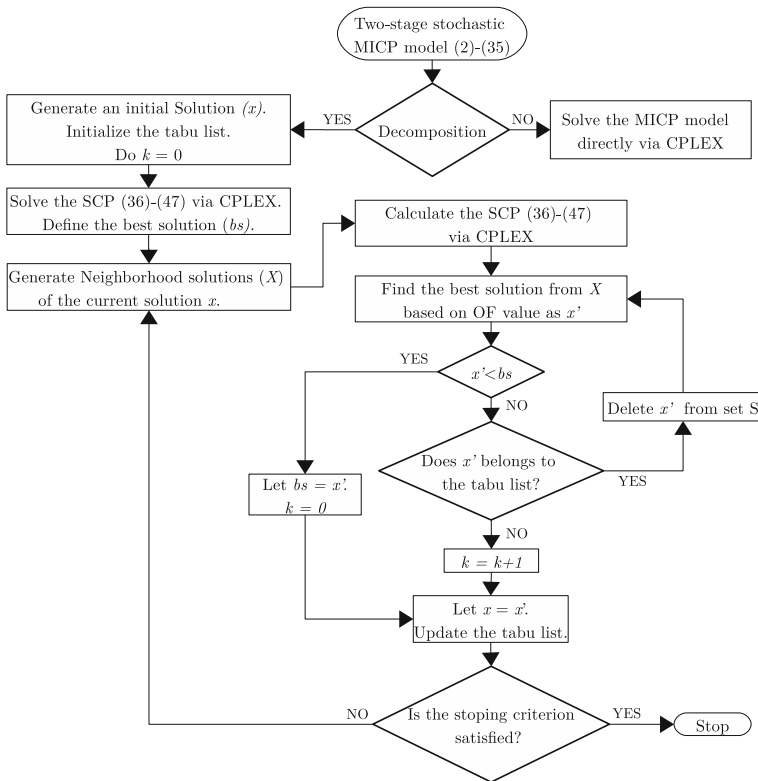 Two-stage stochastic
MICP model (2)-(35)
Generate an initial Solution (x).
Initialize the tabu list.
Do k = 0
YES
Decomposition
NO
Solve the MICP model
directly via CPLEX
Solve the SCP (36)-(47) via CPLEX.
Define the best solution (bs).
Calculate the SCP (36)-(47)
via CPLEX
Generate Neighborhood solutions (X)
of the current solution x.
Find the best solution from X
based on OF value as x'
YES
x'<bs
NO
Delete x' from set S
Does x' belongs to
the tabu list?
YES
Let bs = x'.
k = 0
NO
k = k+1
Let x = x'.
Update the tabu list.
NO
Is the stoping criterion
satisfied?
YES
Stop